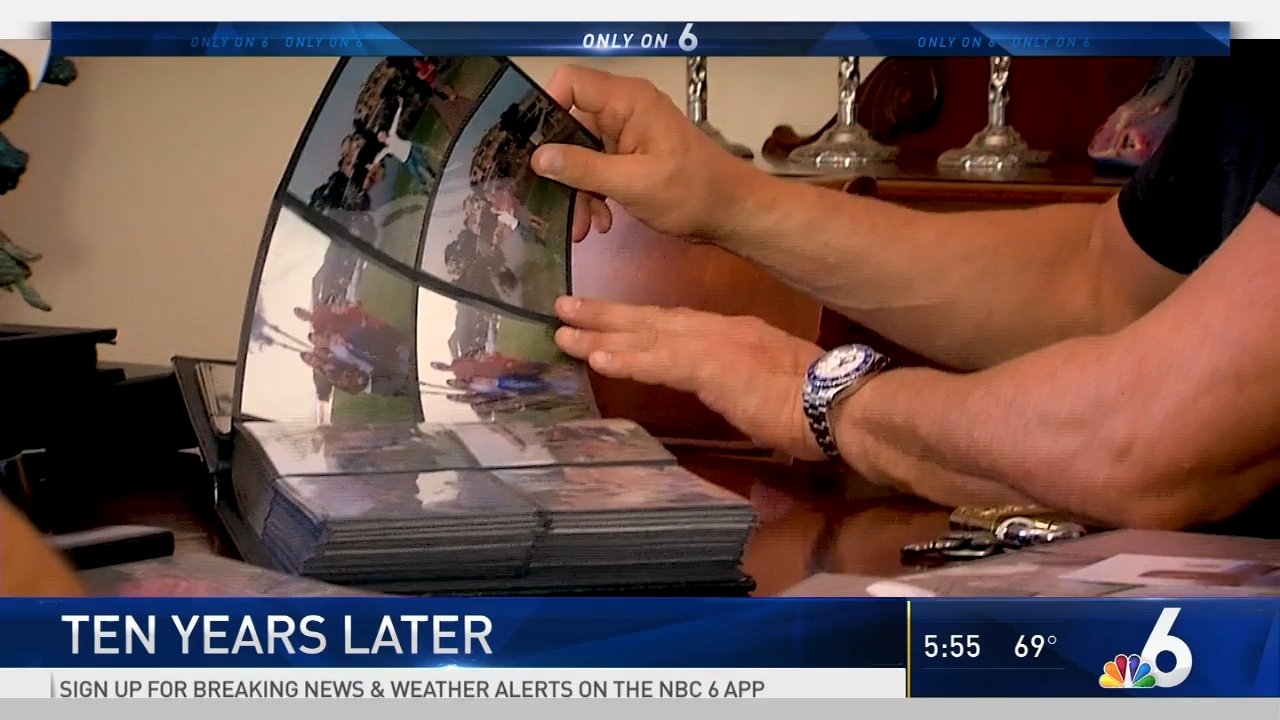 ONLY ON 6 ONLY ON 6
ONLY ON 6
ONLY ON 6 ONLY ON 6
TEN YEARS LATER
5:55 69°
6
SIGN UP FOR BREAKING NEWS & WEATHER ALERTS ON THE NBC 6 APP